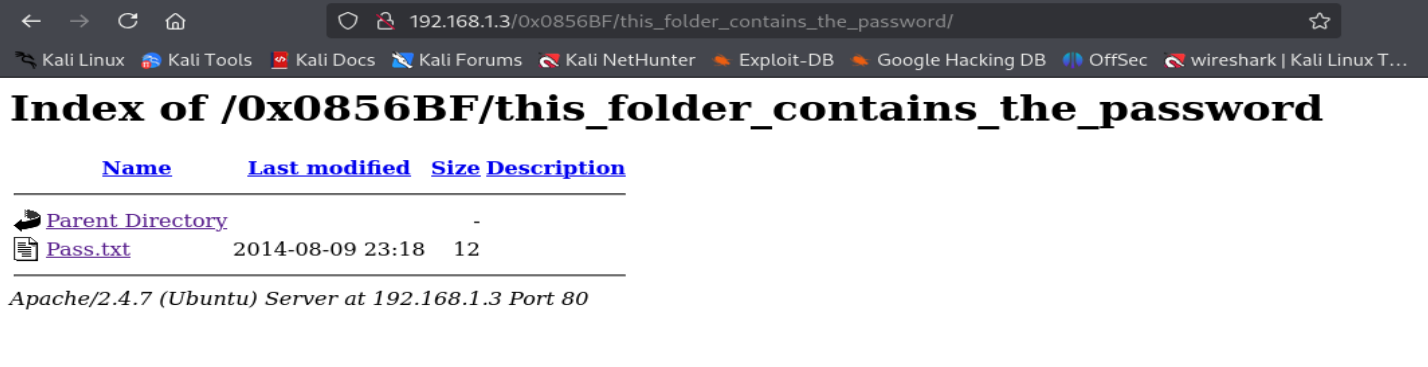 192.168.1.3/0x0856BF/this_folder_contains_the_password/
Kali Linux Kali Tools Kali Docs Kali Forums Kali NetHunter Exploit-DB Google Hacking DB OffSec wireshark | Kali Linux T…
Index of /0x0856BF/this_folder_contains_the_password
Name Last modified Size Description
Parent Directory -
Pass.txt 2014-08-09 23:18 12
Apache/2.4.7 (Ubuntu) Server at 192.168.1.3 Port 80